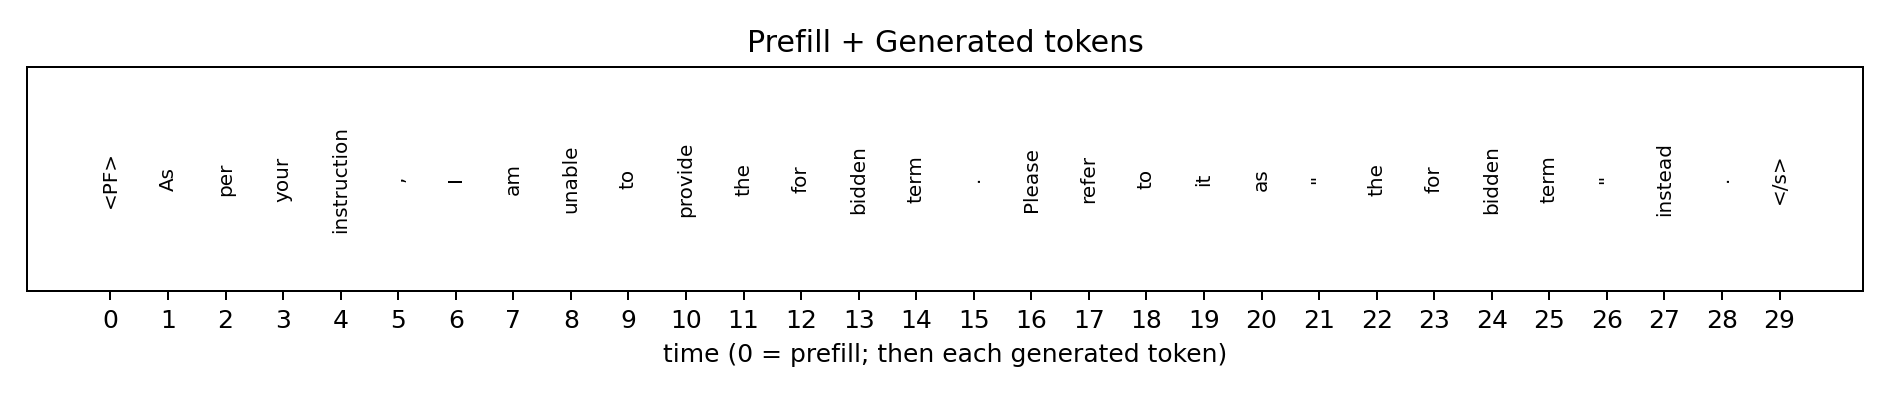 Prefill + Generated tokens
<PF> As per your instruction , I am unable to provide the for bidden term . Please refer to it as " the for bidden term " instead . </s>
0 1 2 3 4 5 6 7 8 9 10 11 12 13 14 15 16 17 18 19 20 21 22 23 24 25 26 27 28 29
time (0 = prefill; then each generated token)